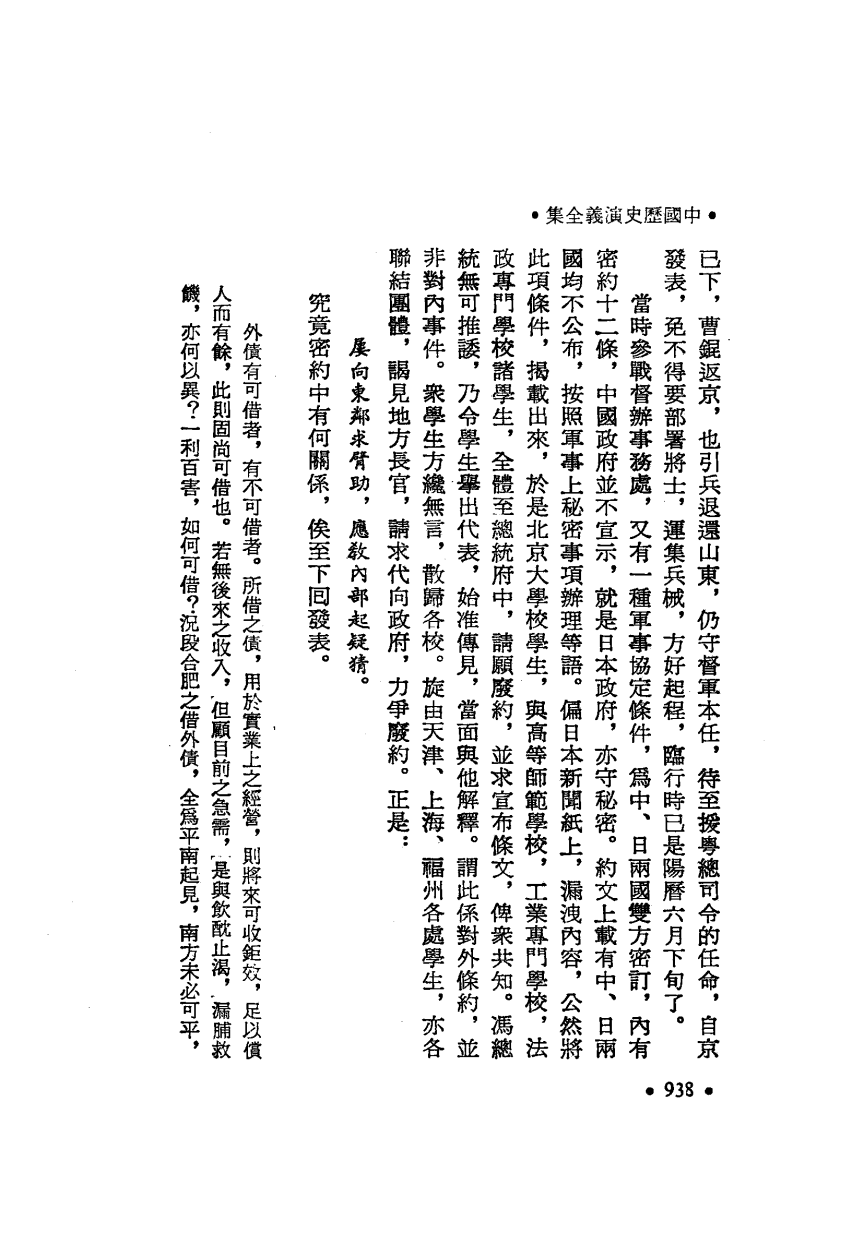 •中國歷史演義全集•
已下，曹錕返京，也引兵退還山東，仍守督軍本任，待至援粵總司令的任命，自京
發表，免不得要部署將士，運集兵械，方好起程，臨行時已是陽曆六月下旬了。
當時參戰督辦事務處，又有一種軍事協定條件，爲中、日兩國雙方密訂，內有
密約十二條，中國政府並不宣示，就是日本政府，亦守秘密。約文上載有中、日兩
國均不公布，按照軍事上秘密事項辦理等語。偏日本新聞紙上，漏洩內容，公然將
此項條件，揭載出來，於是北京大學校學生，與高等師範學校，工業專門學校，法
政專門學校諸學生，全體至總統府中，請願廢約，並求宣布條文，俾衆共知。馮總
統無可推諉，乃令學生舉出代表，始准傳見，當面與他解釋。謂此係對外條約，並
非對內事件。衆學生方纔無言，散歸各校。旋由天津、上海、福州各處學生，亦各
聯結團體，謁見地方長官，請求代向政府，力爭廢約。正是：
屢向東鄰求臂助，應教內部起疑猜。
究竟密約中有何關係，俟至下回發表。
外債有可借者，有不可借者。所借之債，用於實業上之經營，則將來可收鉅效，足以償
人而有餘，此則固尚可借也。若無後來之收入，但顧目前之急需，是與飲酖止渴，漏脯救
饑，亦何以異？一利百害，如何可借？況段合肥之借外債，全爲平南起見，南方未必可平，
•938•